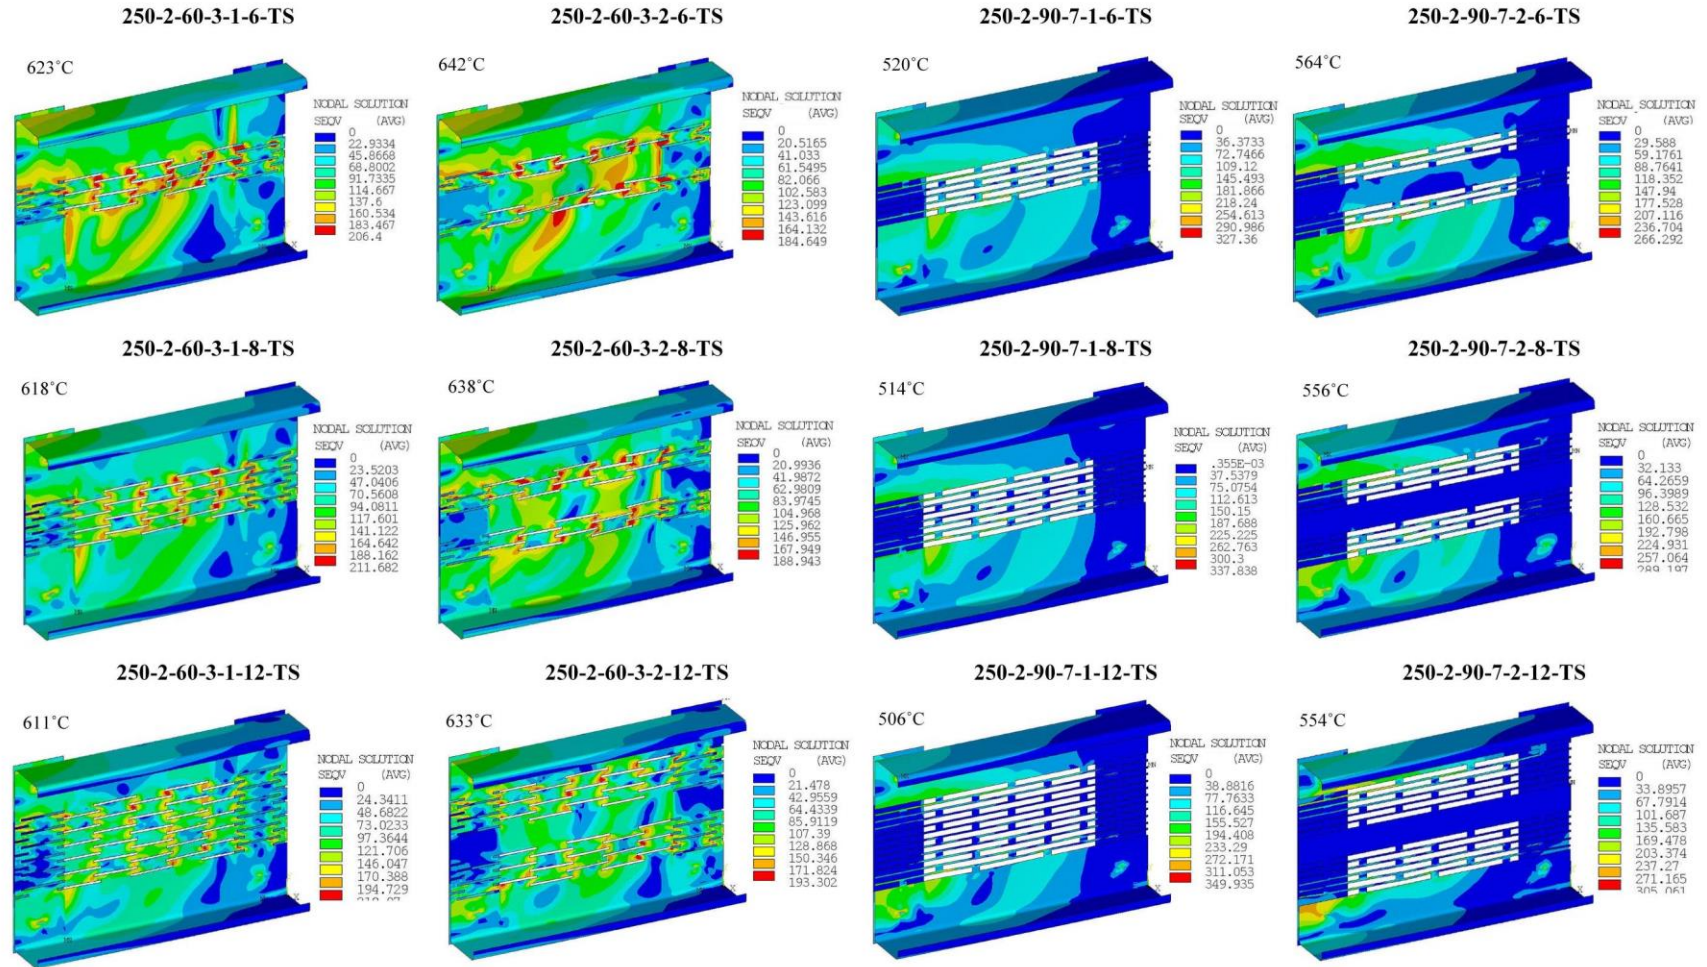 250-2-60-3-1-6-TS
623°C
NODAL SOLUTION
SEQV (AVG)
0
22.9334
45.8668
68.8002
91.7335
114.667
137.6
160.534
183.467
206.4
250-2-60-3-2-6-TS
642°C
NODAL SOLUTION
SEQV (AVG)
0
20.5165
41.033
61.5495
82.066
102.583
123.099
143.616
164.132
184.649
250-2-90-7-1-6-TS
520°C
NODAL SOLUTION
SEQV (AVG)
0
36.3733
72.7466
109.12
145.493
181.866
218.24
254.613
290.986
327.36
250-2-90-7-2-6-TS
564°C
NODAL SOLUTION
SEQV (AVG)
0
29.588
59.1761
88.7641
118.352
147.94
177.528
207.116
236.704
266.292
250-2-60-3-1-8-TS
618°C
NODAL SOLUTION
SEQV (AVG)
0
23.5203
47.0406
70.5608
94.0811
117.601
141.122
164.642
188.162
211.682
250-2-60-3-2-8-TS
638°C
NODAL SOLUTION
SEQV (AVG)
0
20.9936
41.9872
62.9809
83.9745
104.968
125.962
146.955
167.949
188.943
250-2-90-7-1-8-TS
514°C
NODAL SOLUTION
SEQV (AVG)
.355E-03
37.5379
75.0754
112.613
150.15
187.688
225.225
262.763
300.3
337.838
250-2-90-7-2-8-TS
556°C
NODAL SOLUTION
SEQV (AVG)
0
32.133
64.2659
96.3989
128.532
160.665
192.798
224.931
257.064
289.197
250-2-60-3-1-12-TS
611°C
NODAL SOLUTION
SEQV (AVG)
0
24.3411
48.6822
73.0233
97.3644
121.706
146.047
170.388
194.729
250-2-60-3-2-12-TS
633°C
NODAL SOLUTION
SEQV (AVG)
0
21.478
42.9559
64.4339
85.9119
107.39
128.868
150.346
171.824
193.302
250-2-90-7-1-12-TS
506°C
NODAL SOLUTION
SEQV (AVG)
0
38.8816
77.7633
116.645
155.527
194.408
233.29
272.171
311.053
349.935
250-2-90-7-2-12-TS
554°C
NODAL SOLUTION
SEQV (AVG)
0
33.8957
67.7914
101.687
135.583
169.478
203.374
237.27
271.165
305.061